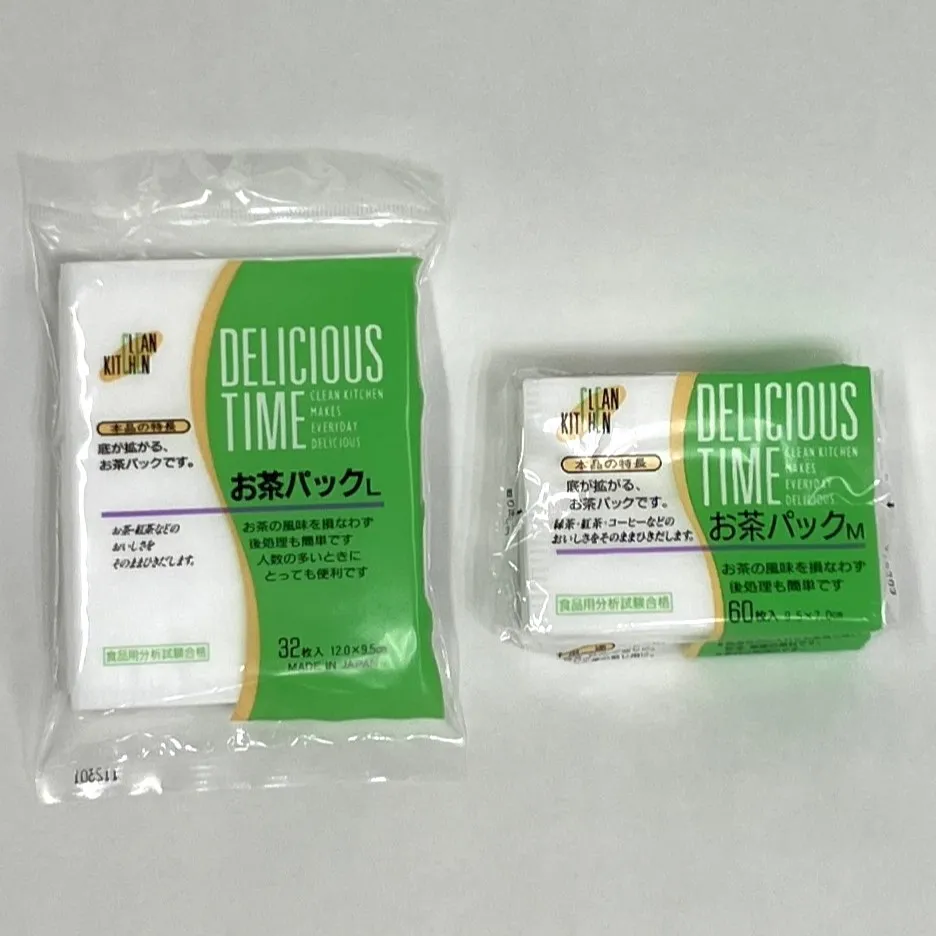 CLEAN
KITCHEN
本品の特長
底が拡がる、
お茶パックです。
お茶・紅茶などの
おいしさを
そのままひきだします。
食品用分析試験合格
DELICIOUS
TIME
CLEAN KITCHEN
MAKES
EVERYDAY
DELICIOUS
お茶パックL
お茶の風味を損なわず
後処理も簡単です
人数の多いときに
とっても便利です
32枚入 12.0×9.5cm
MADE IN JAPAN
CLEAN
KITCHEN
本品の特長
底が拡がる、
お茶パックです。
緑茶・紅茶・コーヒーなどの
おいしさをそのままひきだします。
食品用分析試験合格
DELICIOUS
TIME
CLEAN KITCHEN
MAKES
EVERYDAY
DELICIOUS
お茶パックM
お茶の風味を損なわず
後処理も簡単です
60枚入 9.5×7.0cm